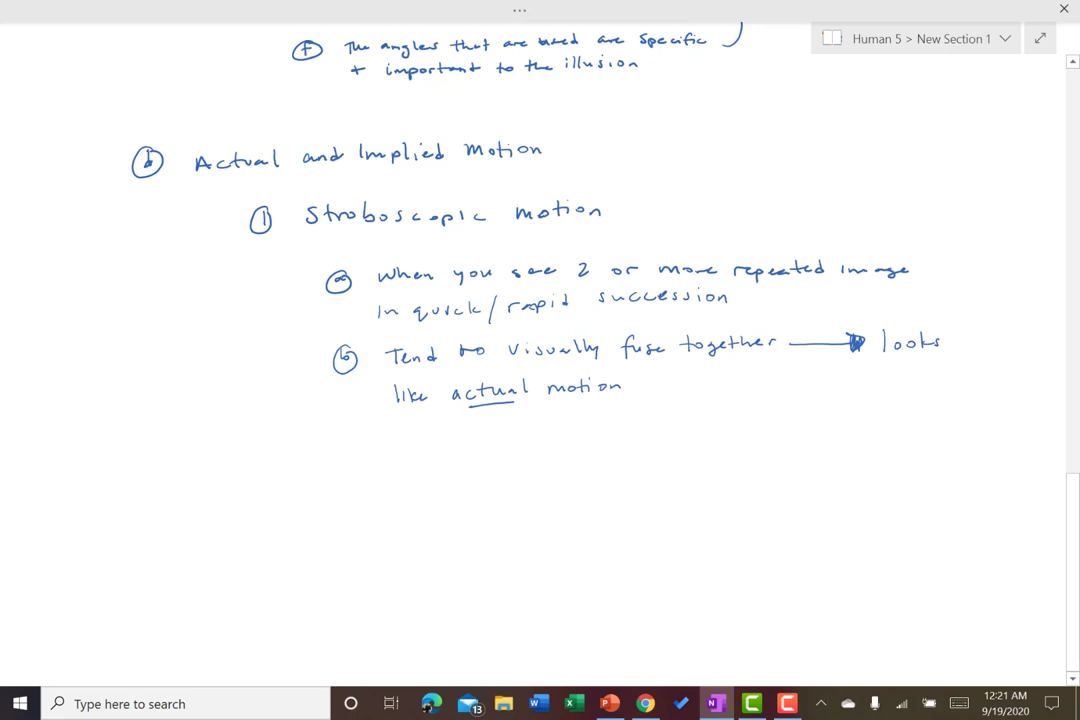 ...
Human 5 > New Section 1
(F) The angles that are used are specific
+ important to the illusion
(b) Actual and Implied Motion
(1) Stroboscopic motion
(a) When you see 2 or more repeated image
in quick/rapid succession
(b) Tend to visually fuse together → looks
like actual motion
Type here to search
13
12:21 AM
9/19/2020